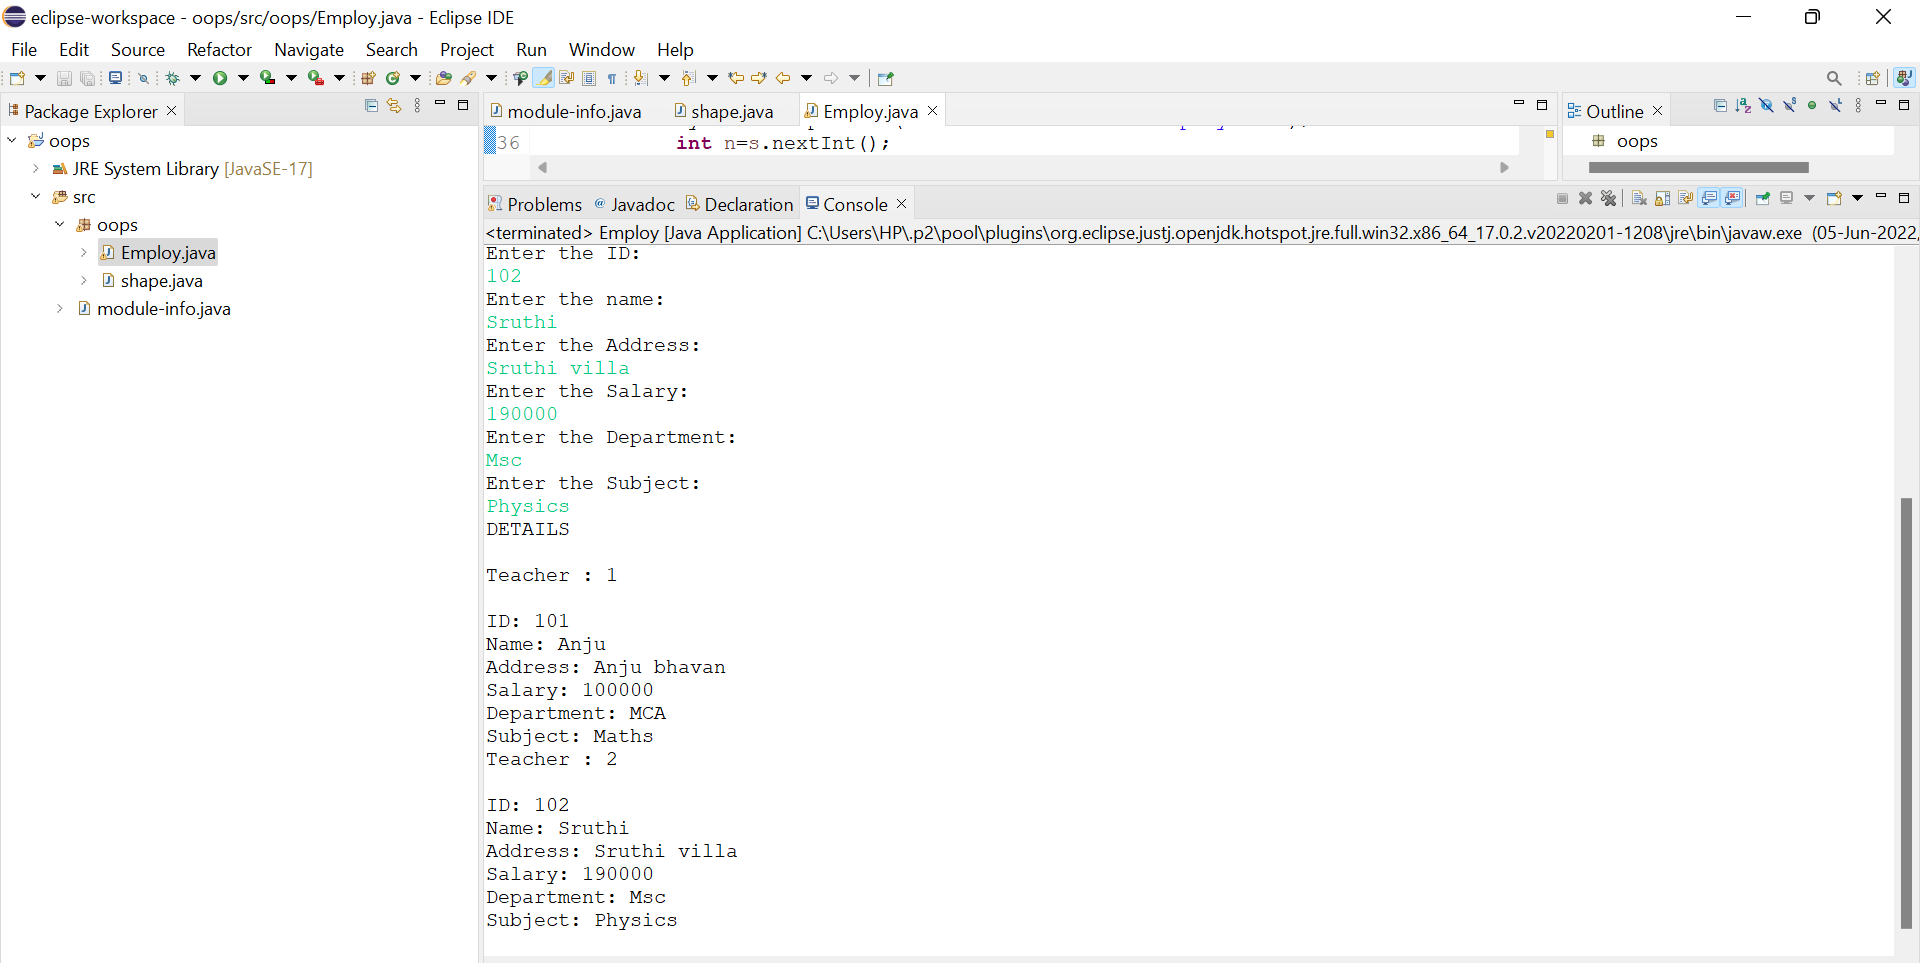 eclipse-workspace - oops/src/oops/Employ.java - Eclipse IDE
File Edit Source Refactor Navigate Search Project Run Window Help
Package Explorer
oops
JRE System Library [JavaSE-17]
src
oops
Employ.java
shape.java
module-info.java
module-info.java shape.java Employ.java
36 int n=s.nextInt();
Outline
oops
Problems @ Javadoc Declaration Console
<terminated> Employ [Java Application] C:\Users\HP\.p2\pool\plugins\org.eclipse.justj.openjdk.hotspot.jre.full.win32.x86_64_17.0.2.v20220201-1208\jre\bin\javaw.exe (05-Jun-2022,
Enter the ID:
102
Enter the name:
Sruthi
Enter the Address:
Sruthi villa
Enter the Salary:
190000
Enter the Department:
Msc
Enter the Subject:
Physics
DETAILS
Teacher : 1
ID: 101
Name: Anju
Address: Anju bhavan
Salary: 100000
Department: MCA
Subject: Maths
Teacher : 2
ID: 102
Name: Sruthi
Address: Sruthi villa
Salary: 190000
Department: Msc
Subject: Physics